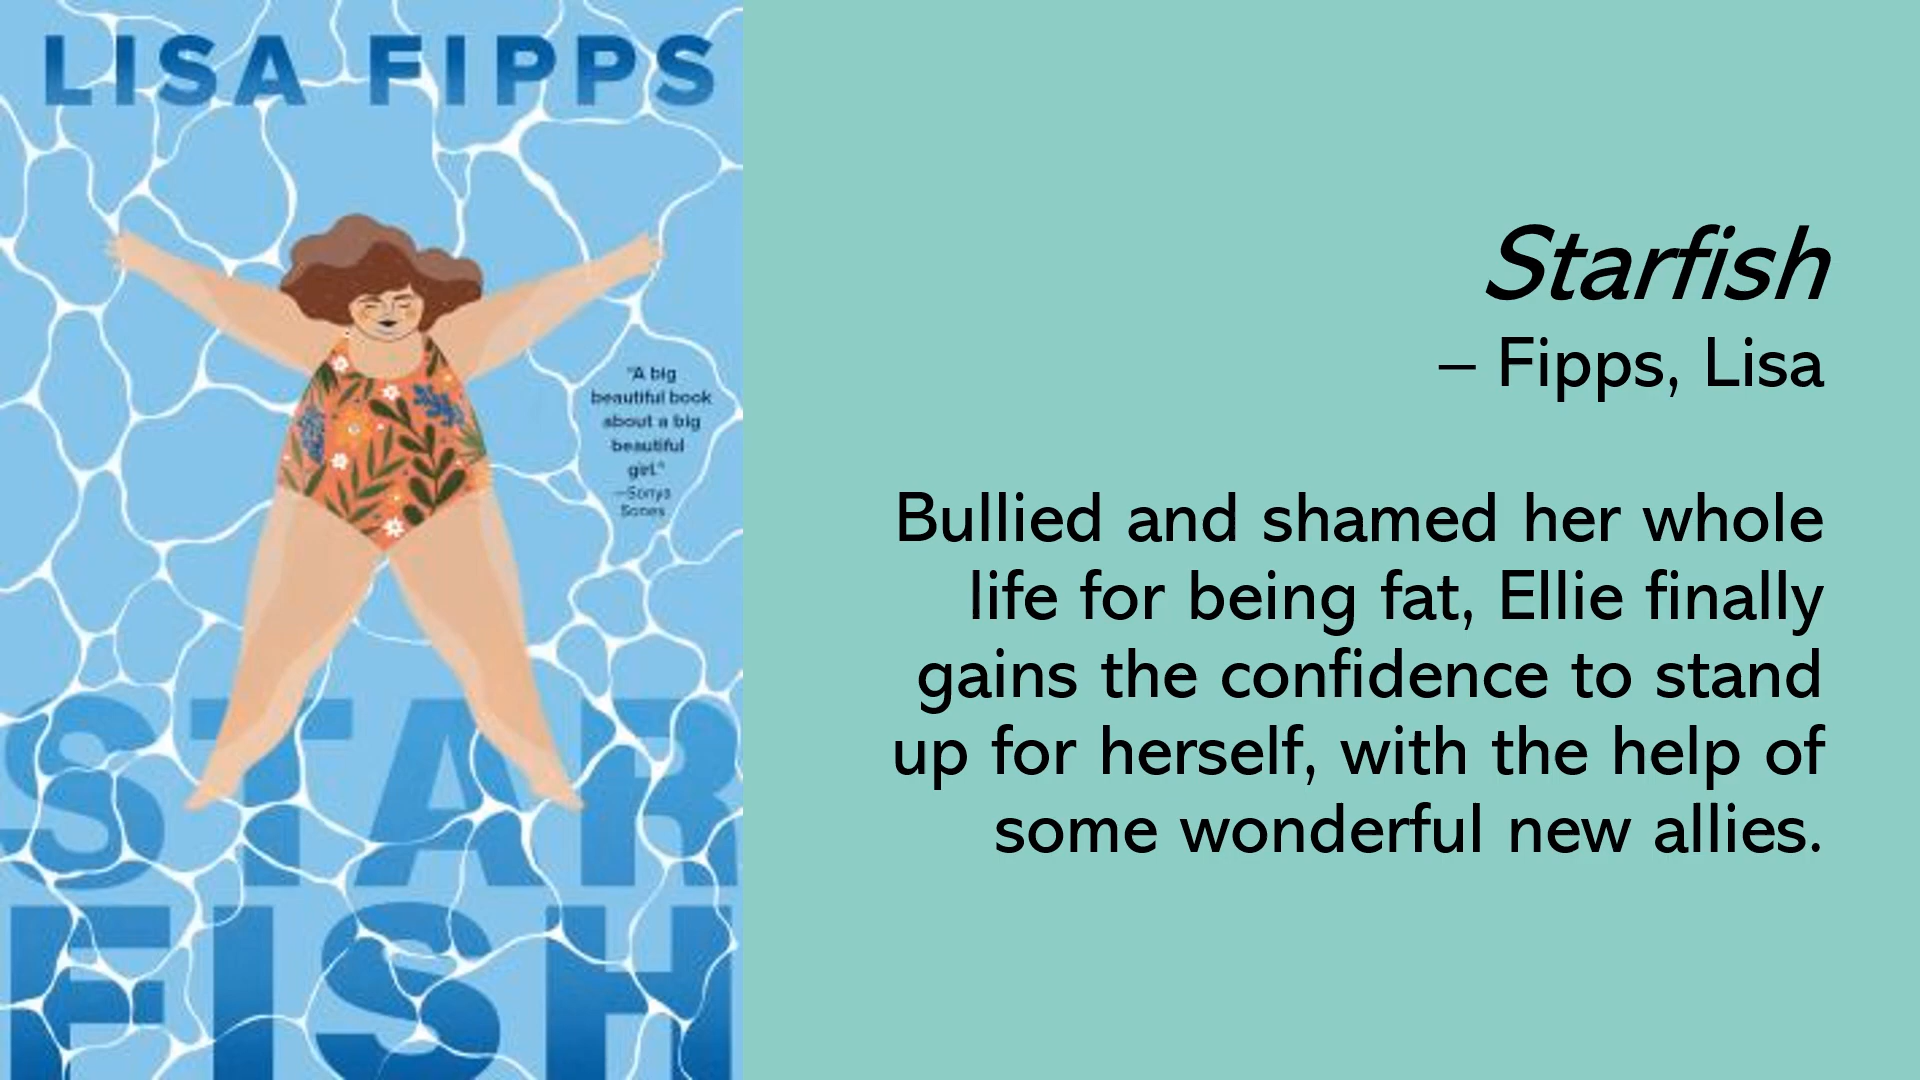 LISA FIPPS
"A big
beautiful book
about a big
beautiful
girl."
—Sonya
Sones
STAR
FISH
Starfish
– Fipps, Lisa
Bullied and shamed her whole
life for being fat, Ellie finally
gains the confidence to stand
up for herself, with the help of
some wonderful new allies.